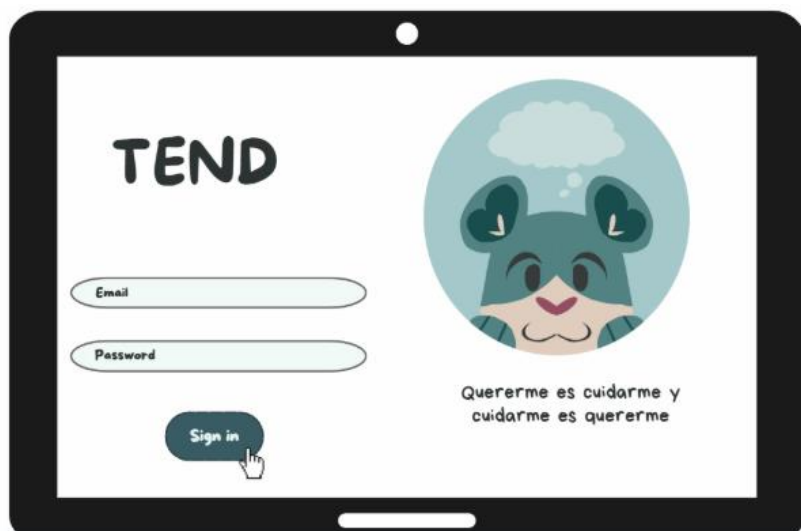 TEND
Email
Password
Sign in
Quererme es cuidarme y
cuidarme es quererme